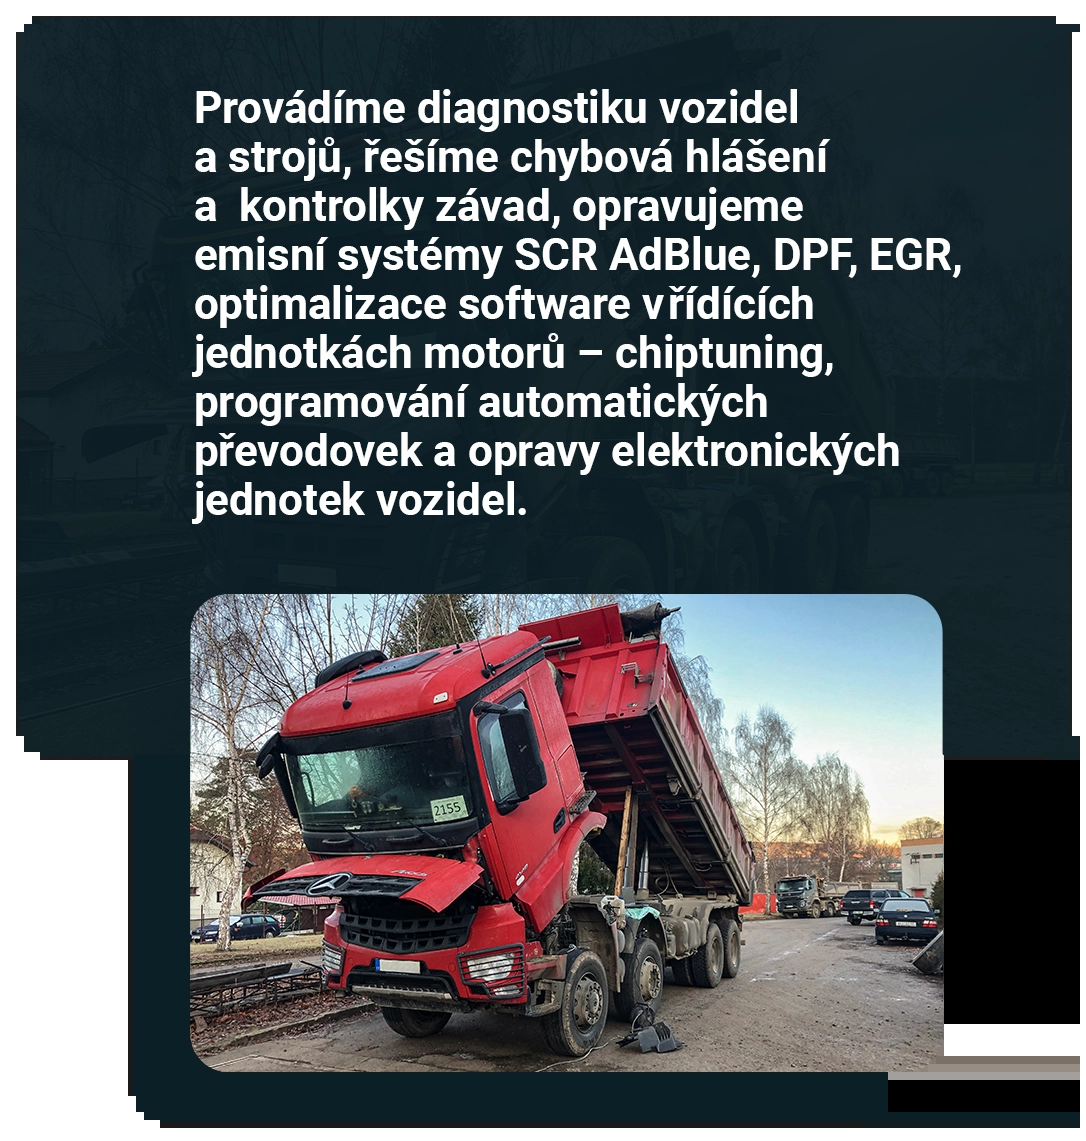 Provádíme diagnostiku vozidel
a strojů, řešíme chybová hlášení
a  kontrolky závad, opravujeme
emisní systémy SCR AdBlue, DPF, EGR,
optimalizace software v řídících
jednotkách motorů – chiptuning,
programování automatických
převodovek a opravy elektronických
jednotek vozidel.
2155